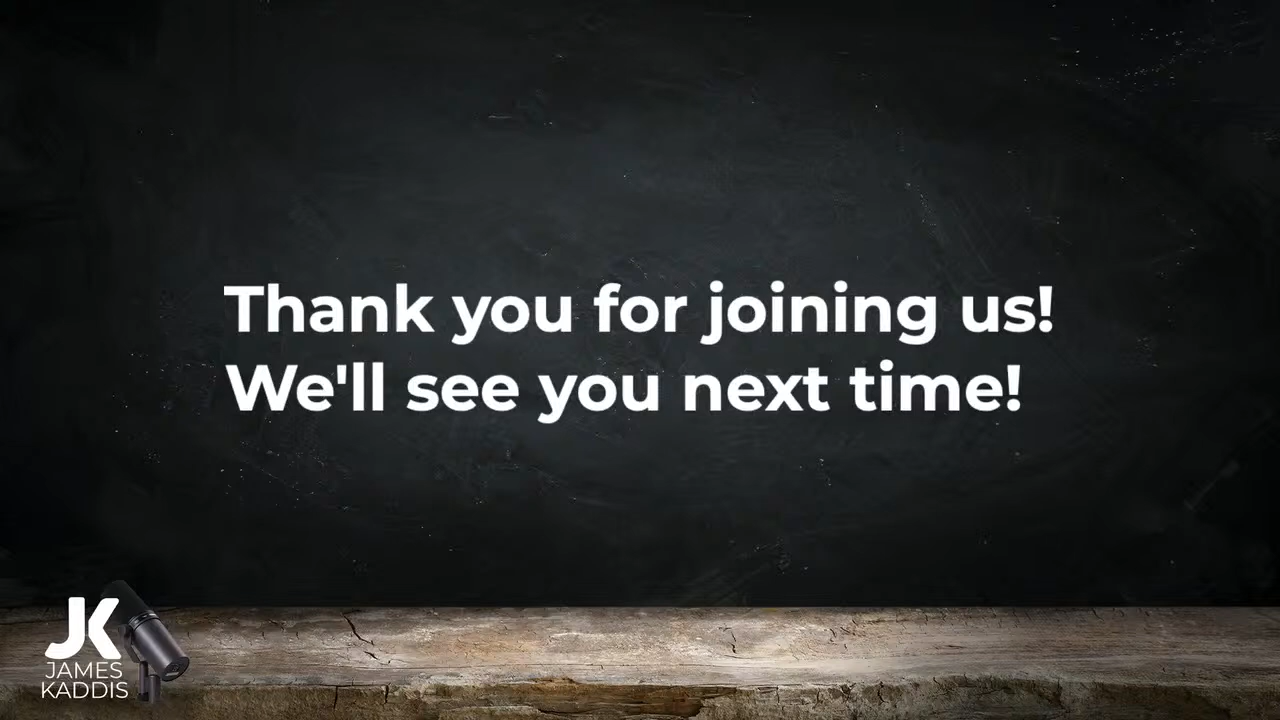 Thank you for joining us!
We'll see you next time!
JK
JAMES
KADDIS